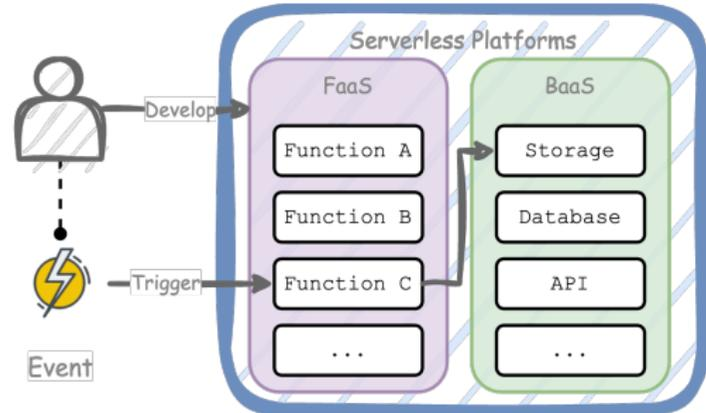 Serverless Platforms
FaaS
BaaS
Develop
Function A
Storage
Function B
Database
Trigger
Function C
API
...
...
Event